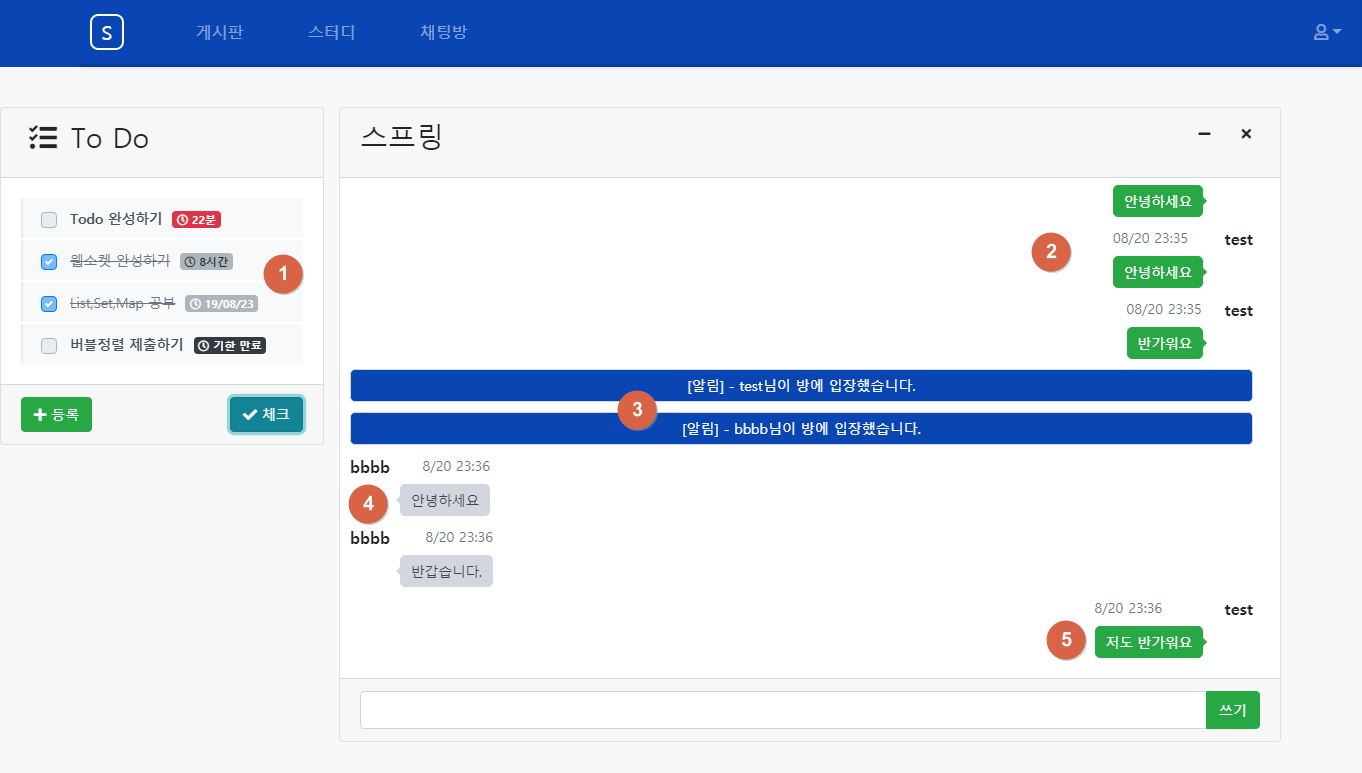 S 게시판 스터디 채팅방
To Do
Todo 완성하기 22분
웹소켓 완성하기 8시간
1
List,Set,Map 공부 19/08/23
버블정렬 제출하기 기한 만료
등록 체크
스프링
안녕하세요
08/20 23:35 test
2
안녕하세요
08/20 23:35 test
반가워요
[알림] - test님이 방에 입장했습니다.
3
[알림] - bbbb님이 방에 입장했습니다.
bbbb 8/20 23:36
4 안녕하세요
bbbb 8/20 23:36
반갑습니다.
8/20 23:36 test
5 저도 반가워요
쓰기